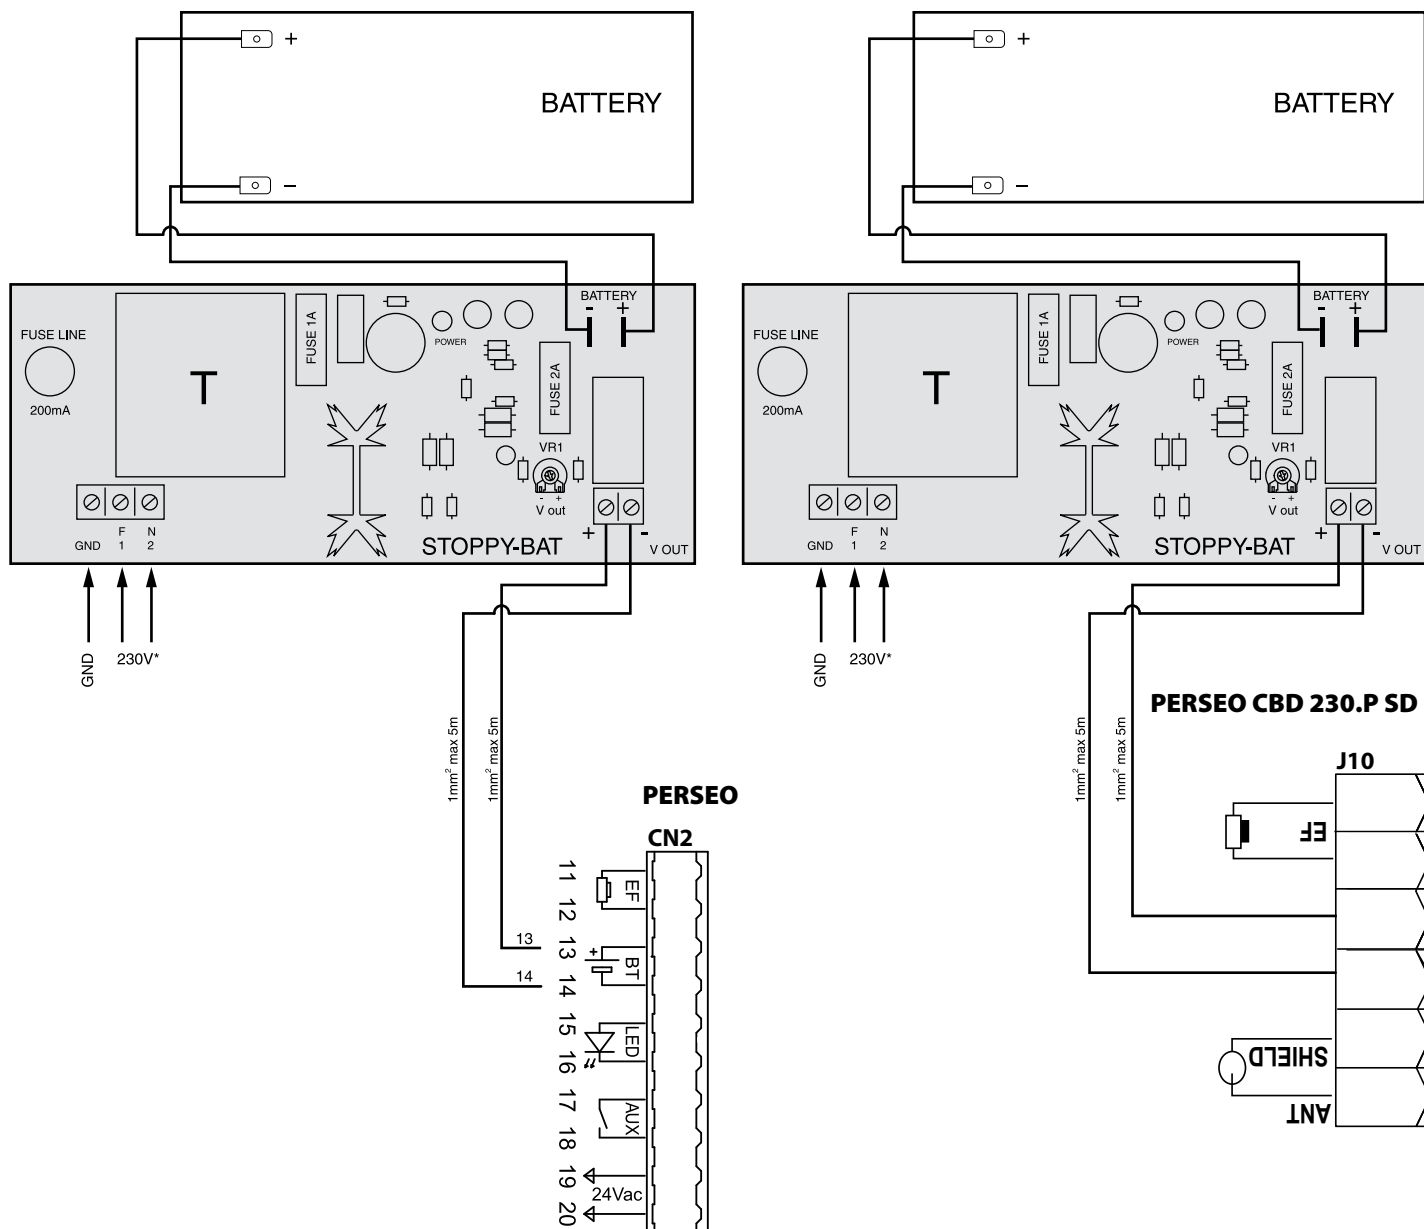 +
BATTERY
-
BATTERY
- +
FUSE LINE
200mA
T
FUSE 1A
POWER
FUSE 2A
VR1
- +
V out
GND
F
1
N
2
STOPPY-BAT
+ -
V OUT
GND
230V*
1mm² max 5m
1mm² max 5m
PERSEO
CN2
13
14
11
12
13
14
15
16
17
18
19
20
EF
+
BT
LED
AUX
24Vac
+
BATTERY
-
BATTERY
- +
FUSE LINE
200mA
T
FUSE 1A
POWER
FUSE 2A
VR1
- +
V out
GND
F
1
N
2
STOPPY-BAT
+ -
V OUT
GND
230V*
1mm² max 5m
1mm² max 5m
PERSEO CBD 230.P SD
J10
EF
SHIELD
ANT